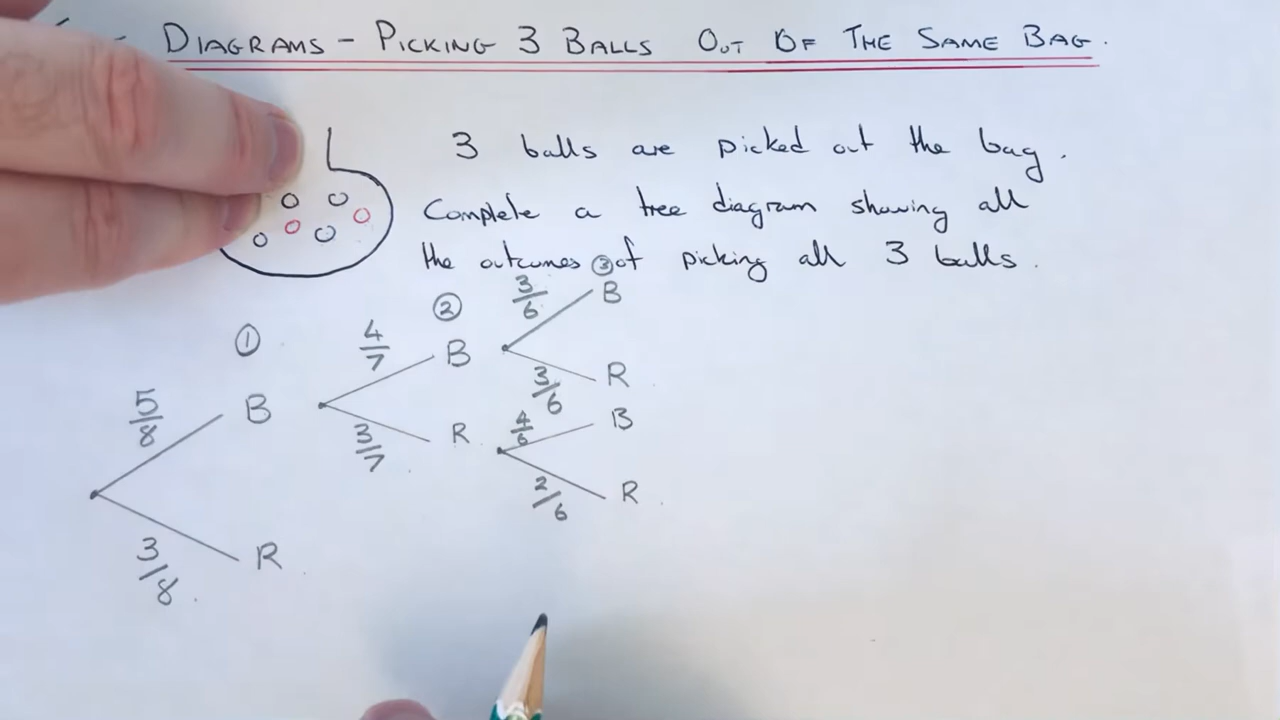 DIAGRAMS - PICKING 3 BALLS OUT OF THE SAME BAG.
3 balls are picked out the bag.
Complete a tree diagram showing all
the outcomes of picking all 3 balls.
① ② ③
5/8 B
3/8 R
4/7 B
3/7 R
3/6 B
3/6 R
4/6 B
2/6 R